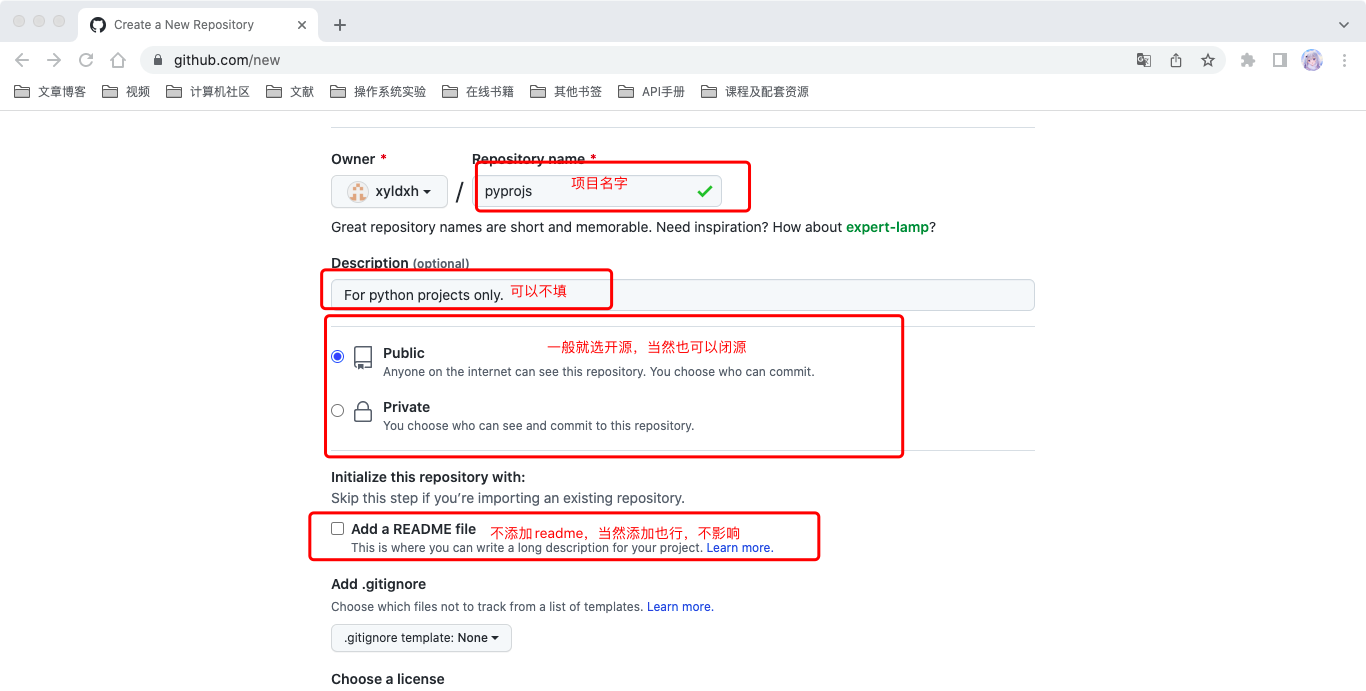 Create a New Repository
github.com/new
文章博客 视频 计算机社区 文献 操作系统实验 在线书籍 其他书签 API手册 课程及配套资源
Owner * Repository name *
xyldxh / pyprojs 项目名字
Great repository names are short and memorable. Need inspiration? How about expert-lamp?
Description (optional)
For python projects only. 可以不填
一般就选开源，当然也可以闭源
Public
Anyone on the internet can see this repository. You choose who can commit.
Private
You choose who can see and commit to this repository.
Initialize this repository with:
Skip this step if you’re importing an existing repository.
Add a README file 不添加readme，当然添加也行，不影响
This is where you can write a long description for your project. Learn more.
Add .gitignore
Choose which files not to track from a list of templates. Learn more.
.gitignore template: None
Choose a license